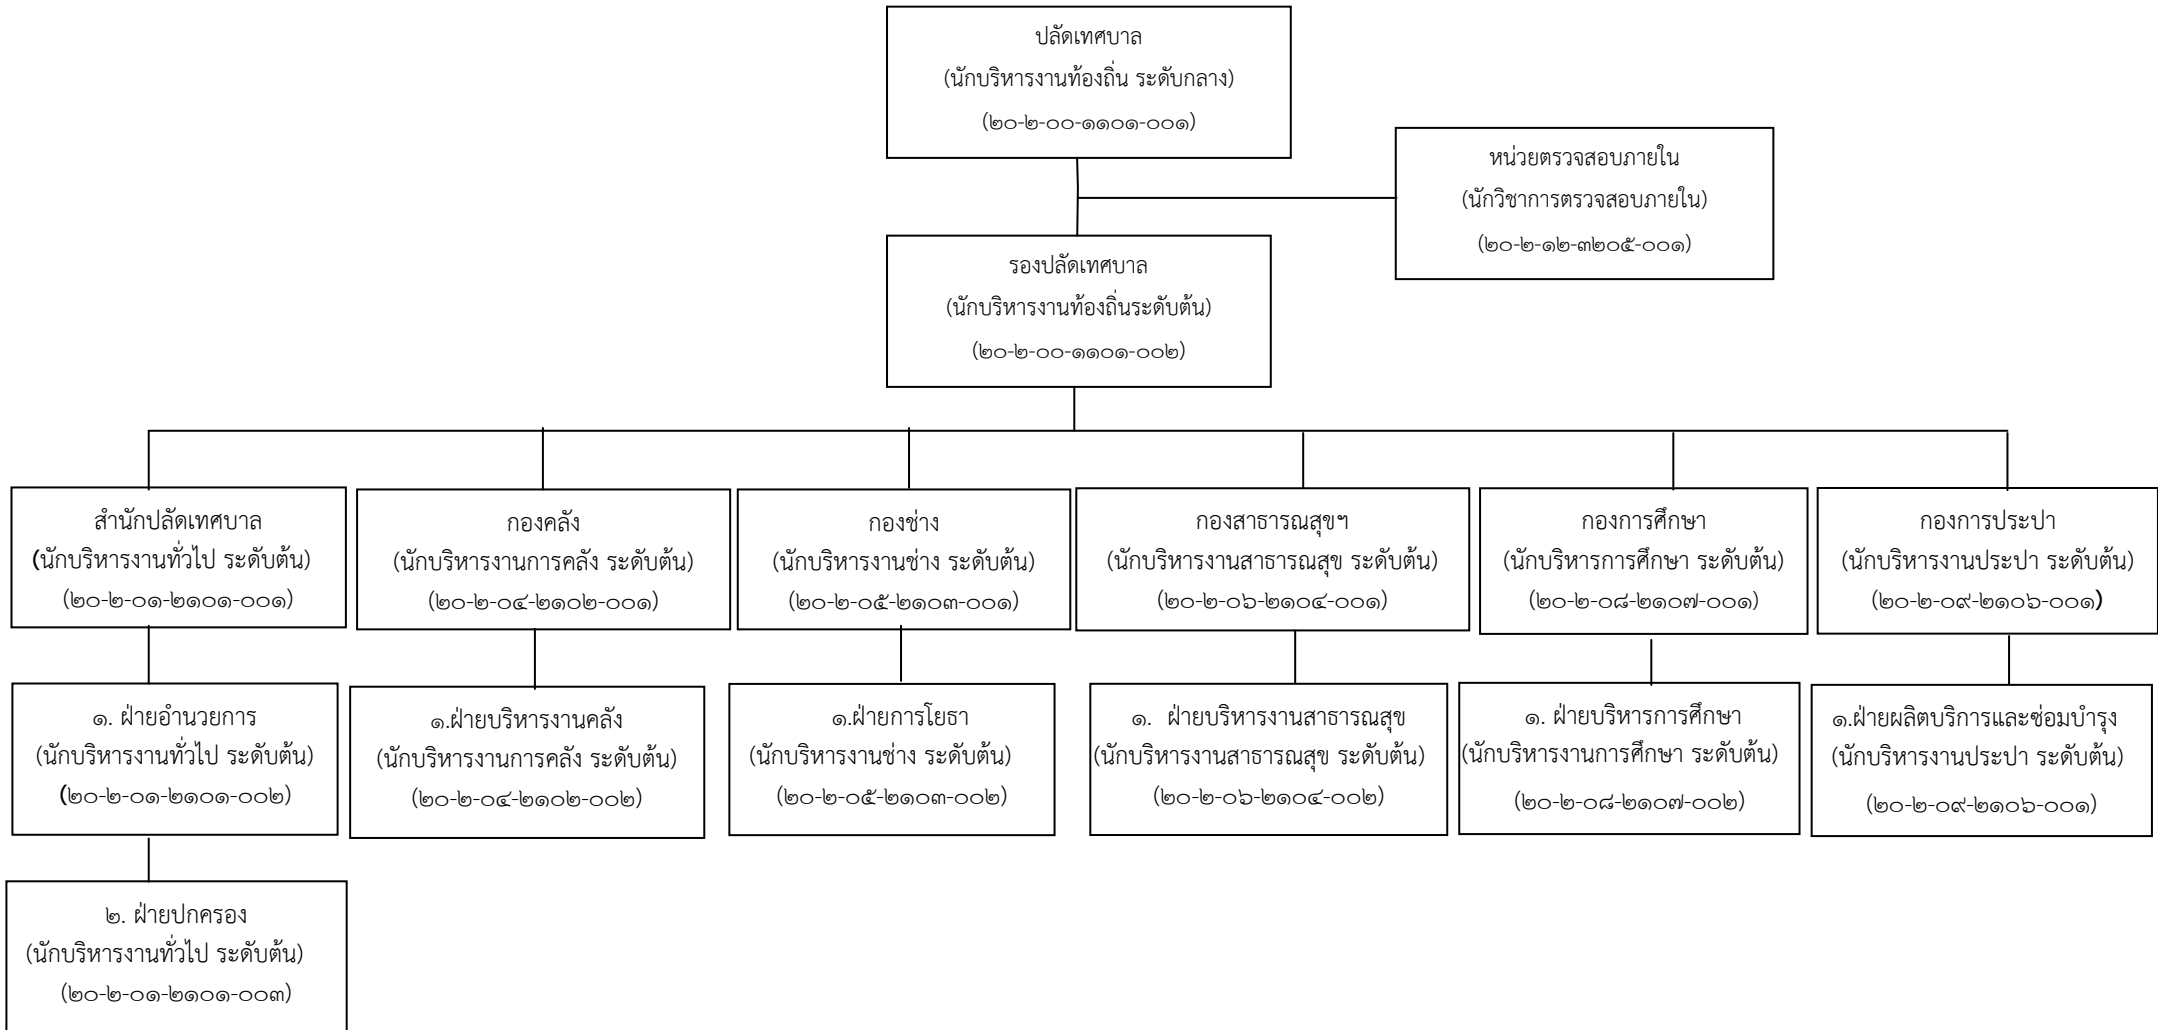 ปลัดเทศบาล
(นักบริหารงานท้องถิ่น ระดับกลาง)
(๒๐-๒-๐๐-๑๑๐๑-๐๐๑)
หน่วยตรวจสอบภายใน
(นักวิชาการตรวจสอบภายใน)
(๒๐-๒-๑๒-๓๒๐๕-๐๐๑)
รองปลัดเทศบาล
(นักบริหารงานท้องถิ่นระดับต้น)
(๒๐-๒-๐๐-๑๑๐๑-๐๐๒)
สำนักปลัดเทศบาล
(นักบริหารงานทั่วไป ระดับต้น)
(๒๐-๒-๐๑-๒๑๐๑-๐๐๑)
กองคลัง
(นักบริหารงานการคลัง ระดับต้น)
(๒๐-๒-๐๔-๒๑๐๒-๐๐๑)
กองช่าง
(นักบริหารงานช่าง ระดับต้น)
(๒๐-๒-๐๕-๒๑๐๓-๐๐๑)
กองสาธารณสุขฯ
(นักบริหารงานสาธารณสุข ระดับต้น)
(๒๐-๒-๐๖-๒๑๐๔-๐๐๑)
กองการศึกษา
(นักบริหารการศึกษา ระดับต้น)
(๒๐-๒-๐๘-๒๑๐๗-๐๐๑)
กองการประปา
(นักบริหารงานประปา ระดับต้น)
(๒๐-๒-๐๙-๒๑๐๖-๐๐๑)
๑. ฝ่ายอำนวยการ
(นักบริหารงานทั่วไป ระดับต้น)
(๒๐-๒-๐๑-๒๑๐๑-๐๐๒)
๑.ฝ่ายบริหารงานคลัง
(นักบริหารงานการคลัง ระดับต้น)
(๒๐-๒-๐๔-๒๑๐๒-๐๐๒)
๑.ฝ่ายการโยธา
(นักบริหารงานช่าง ระดับต้น)
(๒๐-๒-๐๕-๒๑๐๓-๐๐๒)
๑. ฝ่ายบริหารงานสาธารณสุข
(นักบริหารงานสาธารณสุข ระดับต้น)
(๒๐-๒-๐๖-๒๑๐๔-๐๐๒)
๑. ฝ่ายบริหารการศึกษา
(นักบริหารงานการศึกษา ระดับต้น)
(๒๐-๒-๐๘-๒๑๐๗-๐๐๒)
๑.ฝ่ายผลิตบริการและซ่อมบำรุง
(นักบริหารงานประปา ระดับต้น)
(๒๐-๒-๐๙-๒๑๐๖-๐๐๑)
๒. ฝ่ายปกครอง
(นักบริหารงานทั่วไป ระดับต้น)
(๒๐-๒-๐๑-๒๑๐๑-๐๐๓)